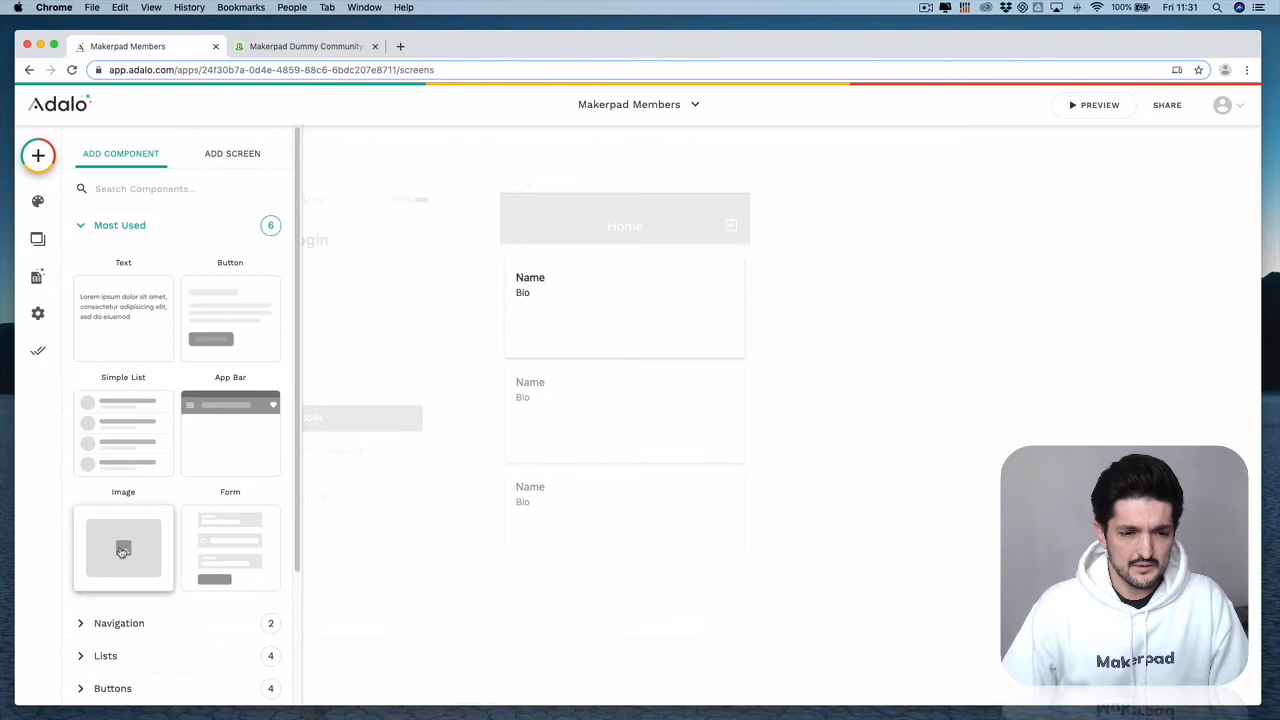 Chrome File Edit View History Bookmarks People Tab Window Help 100% Fri 11:31
Makerpad Members Makerpad Dummy Community
app.adalo.com/apps/24f30b7a-0d4e-4859-88c6-6bdc207e8711/screens
Adalo Makerpad Members PREVIEW SHARE
ADD COMPONENT ADD SCREEN
Search Components...
Most Used 6
Text Button
Lorem ipsum dolor sit amet,
consectetur adipisicing elit,
sed do eiusmod
Simple List App Bar
Image Form
Navigation 2
Lists 4
Buttons 4
AM 100%
ogin
OGIN
Home
Name
Bio
Name
Bio
Name
Bio
Makerpad